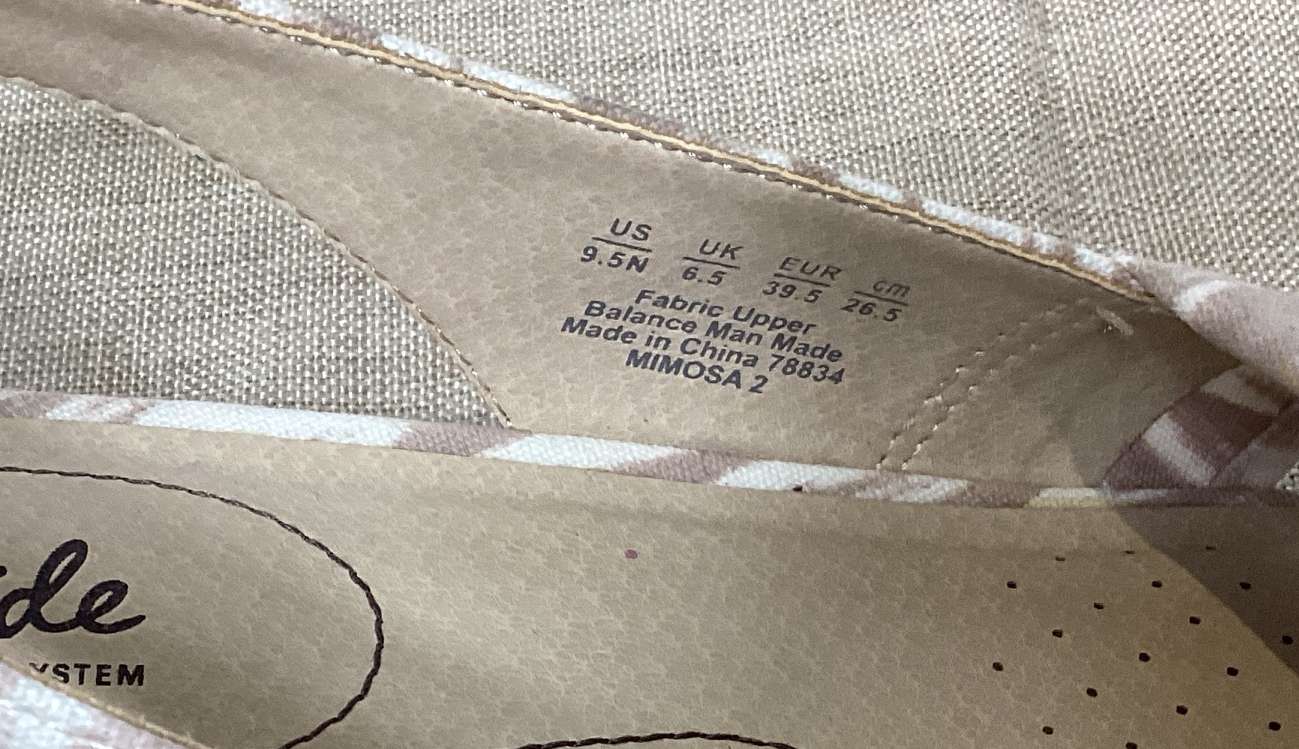 US UK EUR cm
9.5N 6.5 39.5 26.5
Fabric Upper
Balance Man Made
Made in China 78834
MIMOSA 2
ide
YSTEM